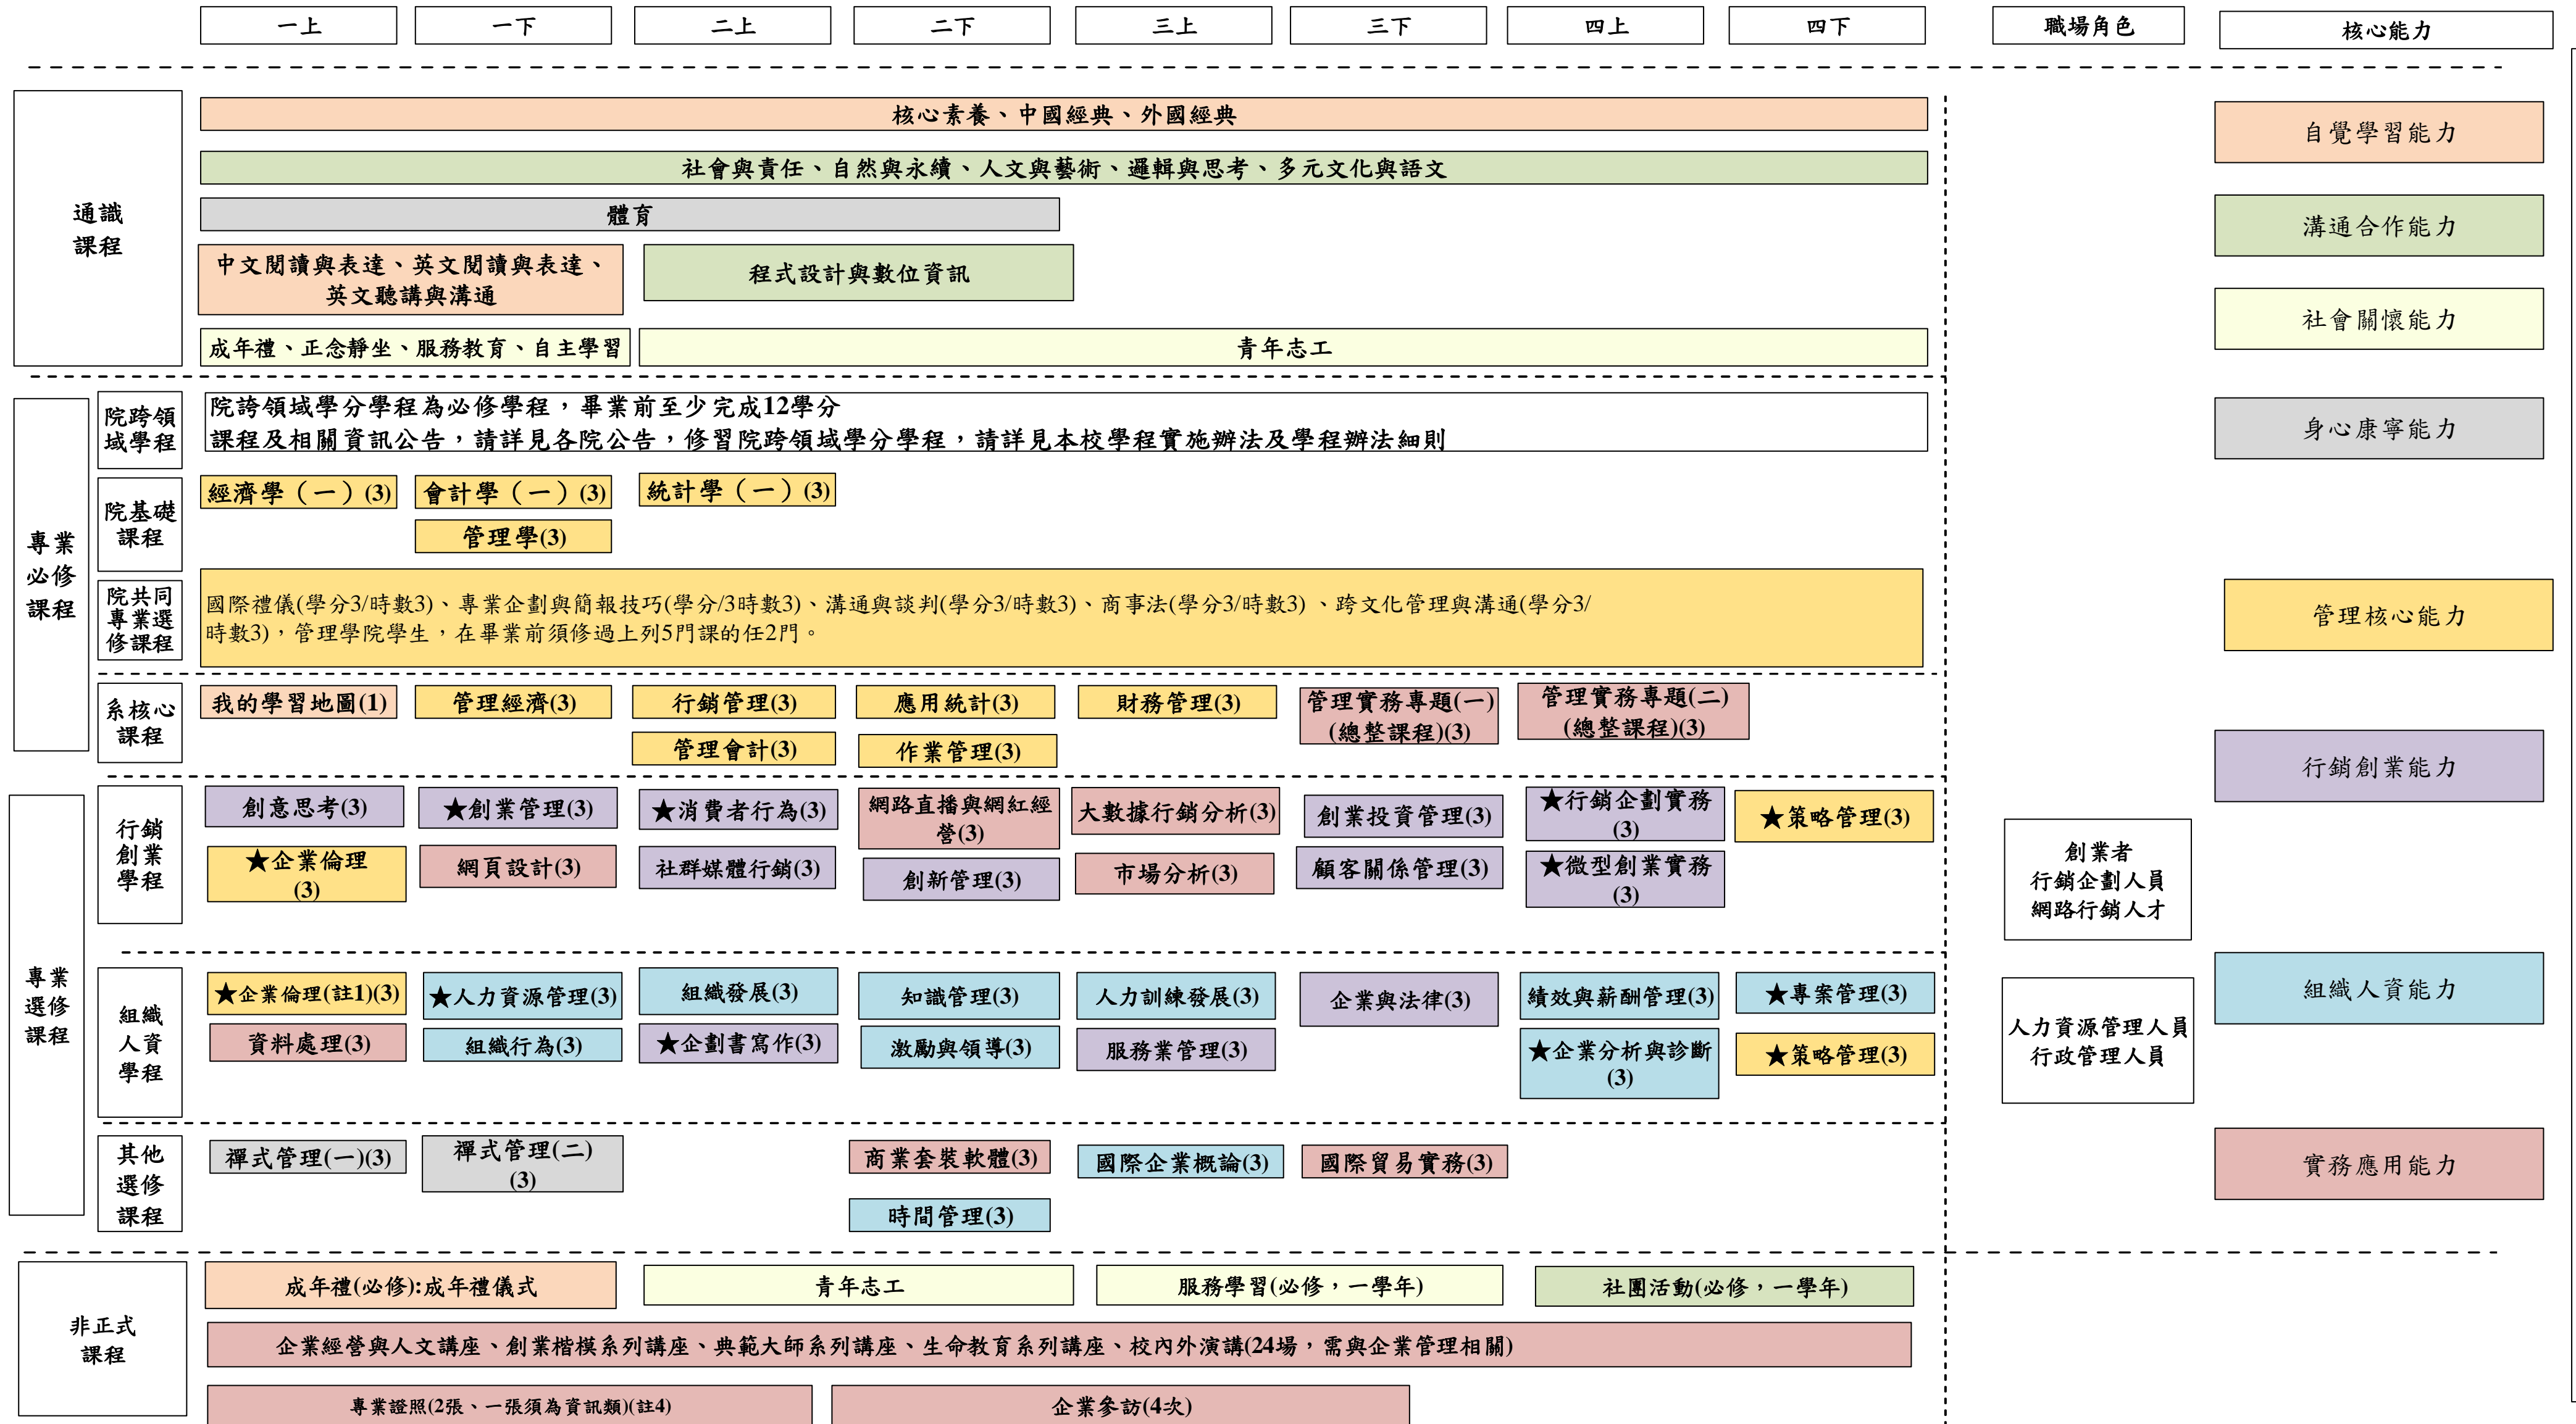 一上
一下
二上
二下
三上
三下
四上
四下
職場角色
核心能力
通識
課程
核心素養、中國經典、外國經典
社會與責任、自然與永續、人文與藝術、邏輯與思考、多元文化與語文
體育
中文閱讀與表達、英文閱讀與表達、
英文聽講與溝通
程式設計與數位資訊
成年禮、正念靜坐、服務教育、自主學習
青年志工
自覺學習能力
溝通合作能力
社會關懷能力
專業
必修
課程
院跨領
域學程
院誇領域學分學程為必修學程，畢業前至少完成12學分
課程及相關資訊公告，請詳見各院公告，修習院跨領域學分學程，請詳見本校學程實施辦法及學程辦法細則
身心康寧能力
院基礎
課程
經濟學（一）(3)
會計學（一）(3)
統計學（一）(3)
管理學(3)
院共同
專業選
修課程
國際禮儀(學分3/時數3)、專業企劃與簡報技巧(學分/3時數3)、溝通與談判(學分3/時數3)、商事法(學分3/時數3) 、跨文化管理與溝通(學分3/
時數3)，管理學院學生，在畢業前須修過上列5門課的任2門。
管理核心能力
系核心
課程
我的學習地圖(1)
管理經濟(3)
行銷管理(3)
應用統計(3)
財務管理(3)
管理實務專題(一)
(總整課程)(3)
管理實務專題(二)
(總整課程)(3)
管理會計(3)
作業管理(3)
行銷創業能力
專業
選修
課程
行銷
創業
學程
創意思考(3)
★創業管理(3)
★消費者行為(3)
網路直播與網紅經
營(3)
大數據行銷分析(3)
創業投資管理(3)
★行銷企劃實務
(3)
★策略管理(3)
★企業倫理
(3)
網頁設計(3)
社群媒體行銷(3)
創新管理(3)
市場分析(3)
顧客關係管理(3)
★微型創業實務
(3)
創業者
行銷企劃人員
網路行銷人才
組織
人資
學程
★企業倫理(註1)(3)
★人力資源管理(3)
組織發展(3)
知識管理(3)
人力訓練發展(3)
企業與法律(3)
績效與薪酬管理(3)
★專案管理(3)
資料處理(3)
組織行為(3)
★企劃書寫作(3)
激勵與領導(3)
服務業管理(3)
★企業分析與診斷
(3)
★策略管理(3)
人力資源管理人員
行政管理人員
組織人資能力
其他
選修
課程
禪式管理(一)(3)
禪式管理(二)
(3)
商業套裝軟體(3)
國際企業概論(3)
國際貿易實務(3)
時間管理(3)
實務應用能力
非正式
課程
成年禮(必修):成年禮儀式
青年志工
服務學習(必修，一學年)
社團活動(必修，一學年)
企業經營與人文講座、創業楷模系列講座、典範大師系列講座、生命教育系列講座、校內外演講(24場，需與企業管理相關)
專業證照(2張、一張須為資訊類)(註4)
企業參訪(4次)